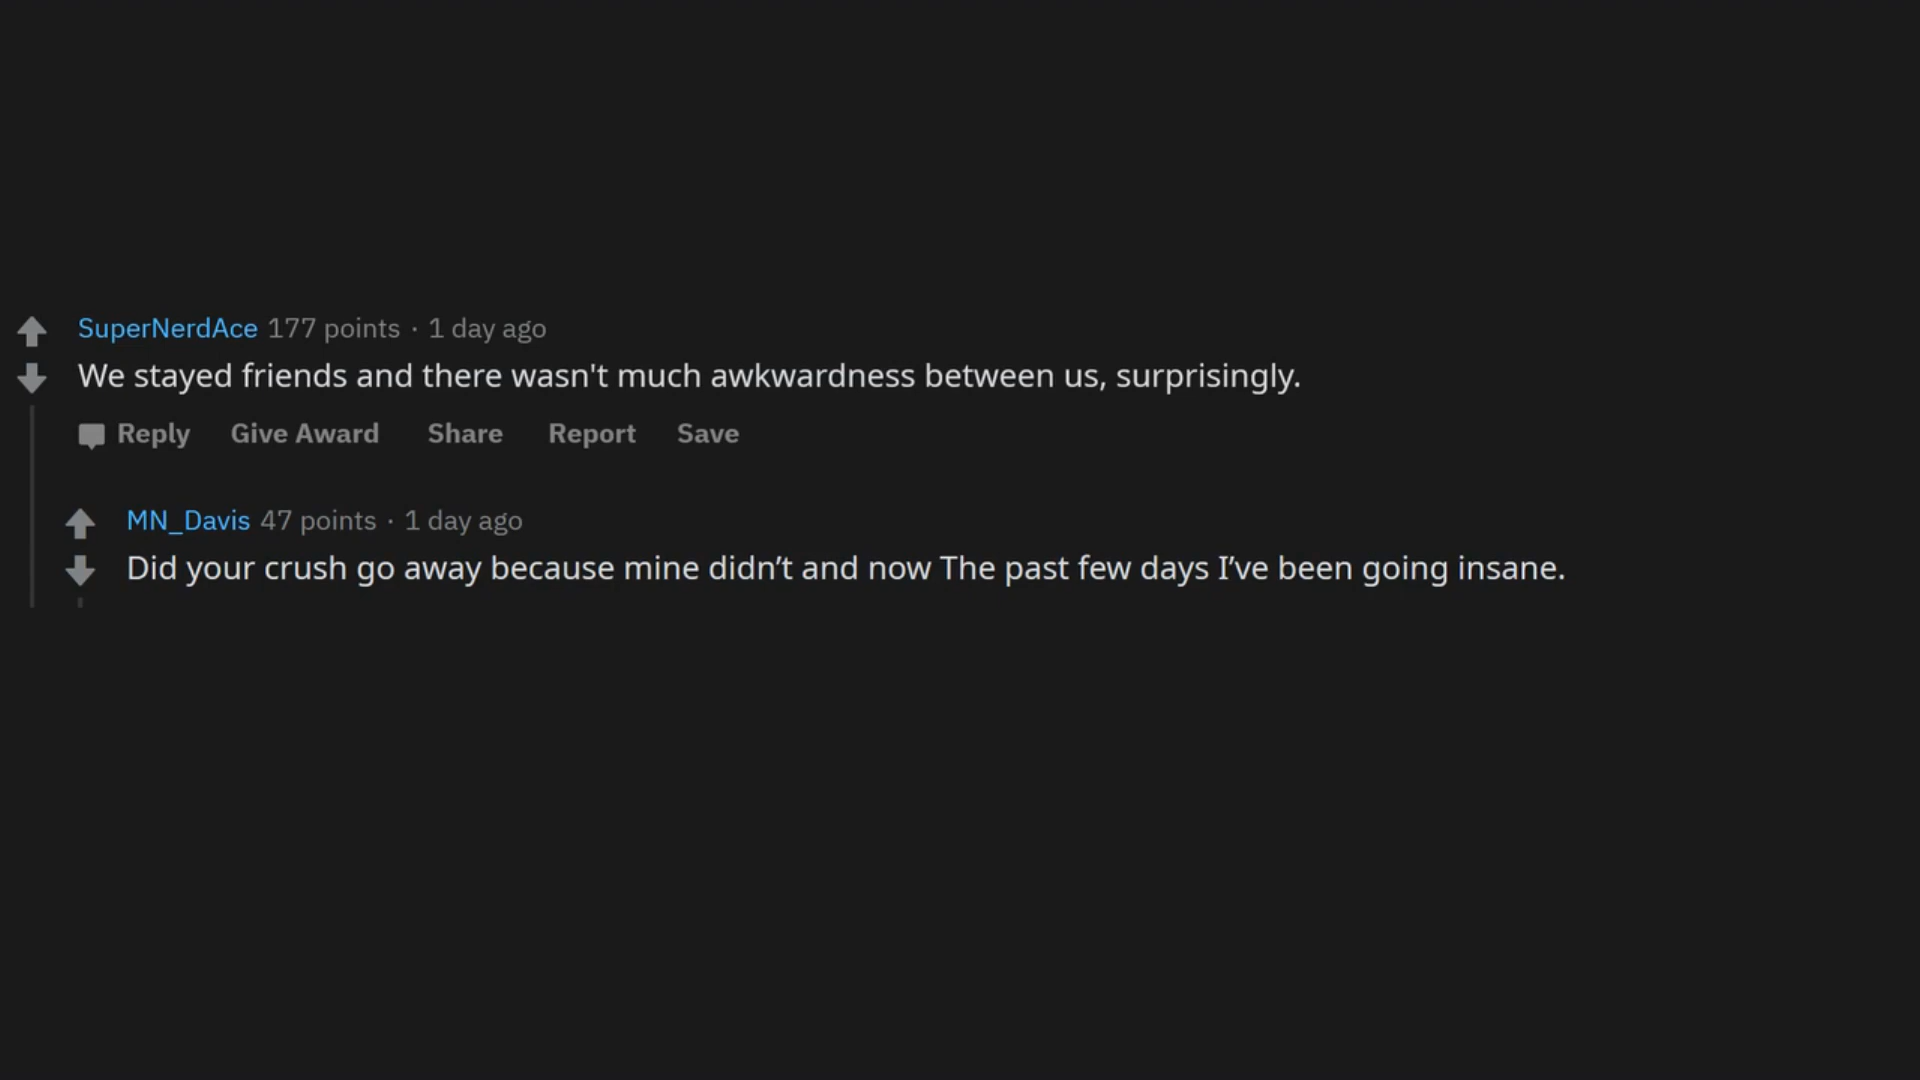 SuperNerdAce 177 points · 1 day ago
We stayed friends and there wasn't much awkwardness between us, surprisingly.
Reply Give Award Share Report Save
MN_Davis 47 points · 1 day ago
Did your crush go away because mine didn’t and now The past few days I’ve been going insane.